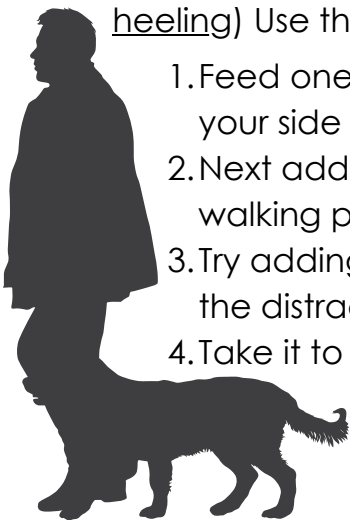 heeling) Use th
1. Feed one
your side
2. Next add
walking p
3. Try adding
the distrac
4. Take it to